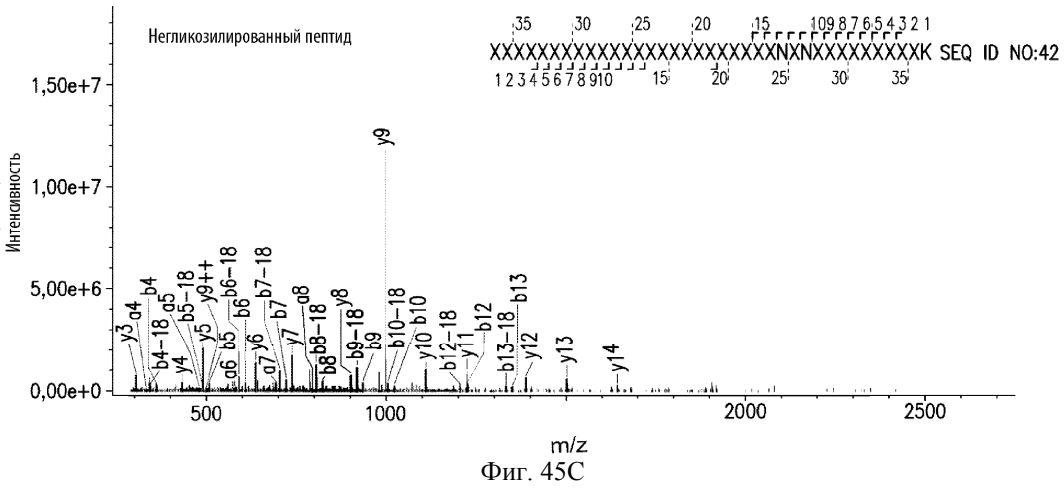 35 30 25 20 15 10 9 8 7 6 5 4 3 2 1
Негликозилированный пептид
XXXXXXXXXXXXXXXXXXXXXXXXNXNXXXXXXXXXK SEQ ID NO:42
1 2 3 4 5 6 7 8 9 10 15 20 25 30 35
1,50e+7
y9
1,00e+7
Интенсивность
5,00e+6
y3 a4 b4 b4-18 y4 a5 b5-18 y5 y9++ b5 b6-18 a6 b6 y6 b7-18 a7 b7 y7 a8 b8-18 b8 y8 b9-18 b9 b10-18 b10 y10 b12-18 y11 b12 b13-18 b13 y12 y13 y14
0,00e+0
500 1000 2000 2500
m/z
Фиг. 45C